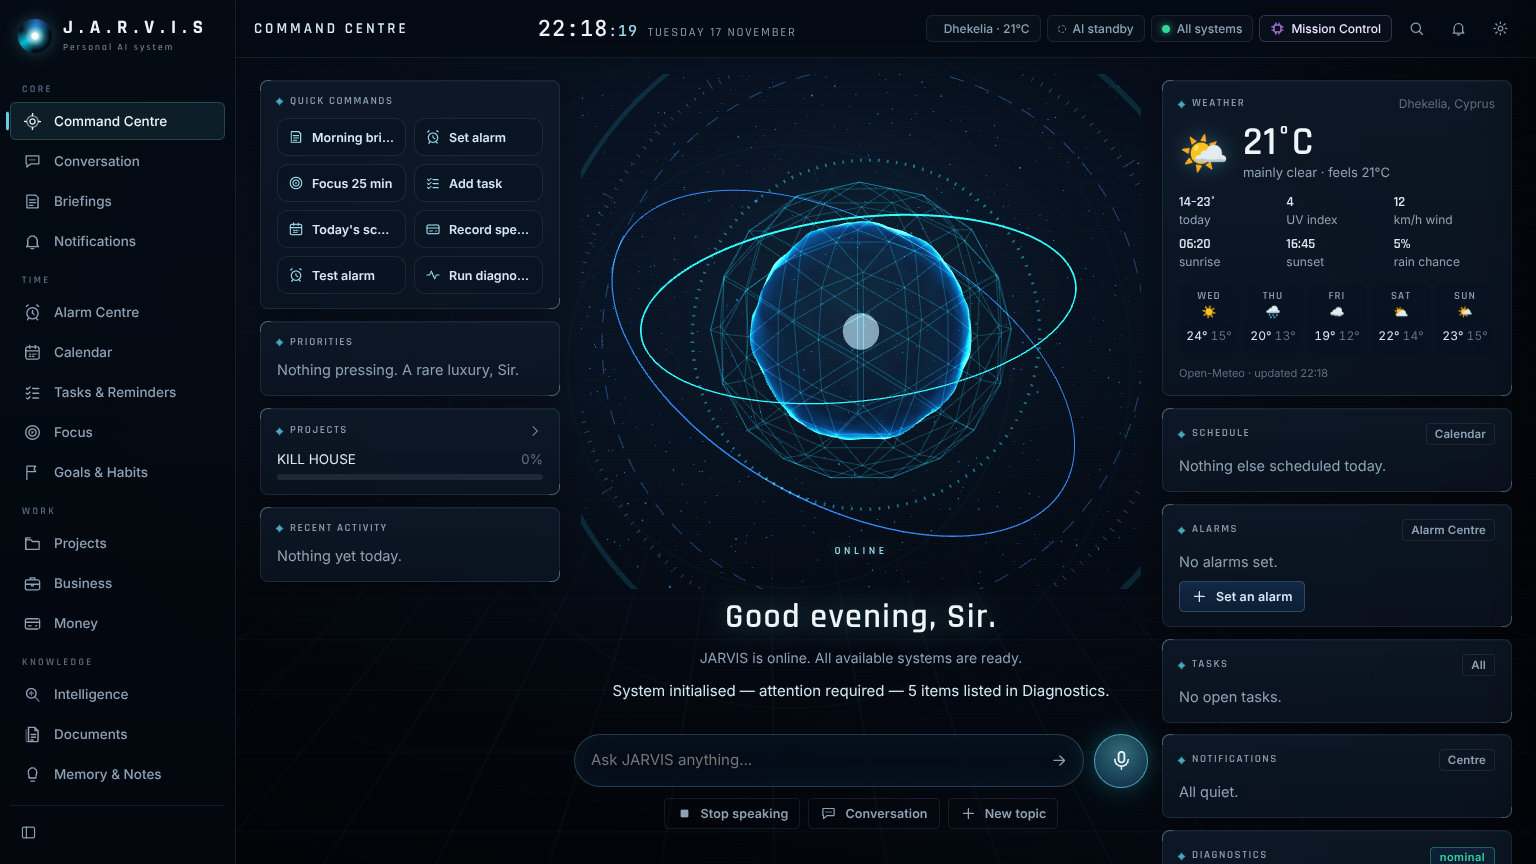 J.A.R.V.I.S
Personal AI system
CORE
Command Centre
Conversation
Briefings
Notifications
TIME
Alarm Centre
Calendar
Tasks & Reminders
Focus
Goals & Habits
WORK
Projects
Business
Money
KNOWLEDGE
Intelligence
Documents
Memory & Notes
COMMAND CENTRE
22:18:19 TUESDAY 17 NOVEMBER
Dhekelia · 21°C
AI standby
All systems
Mission Control
QUICK COMMANDS
Morning bri...
Set alarm
Focus 25 min
Add task
Today's sc...
Record spe...
Test alarm
Run diagno...
PRIORITIES
Nothing pressing. A rare luxury, Sir.
PROJECTS
KILL HOUSE 0%
RECENT ACTIVITY
Nothing yet today.
ONLINE
Good evening, Sir.
JARVIS is online. All available systems are ready.
System initialised — attention required — 5 items listed in Diagnostics.
Ask JARVIS anything...
Stop speaking
Conversation
New topic
WEATHER Dhekelia, Cyprus
21°C
mainly clear · feels 21°C
14–23° 4 12
today UV index km/h wind
06:20 16:45 5%
sunrise sunset rain chance
WED THU FRI SAT SUN
24° 15° 20° 13° 19° 12° 22° 14° 23° 15°
Open-Meteo · updated 22:18
SCHEDULE Calendar
Nothing else scheduled today.
ALARMS Alarm Centre
No alarms set.
Set an alarm
TASKS All
No open tasks.
NOTIFICATIONS Centre
All quiet.
DIAGNOSTICS nominal